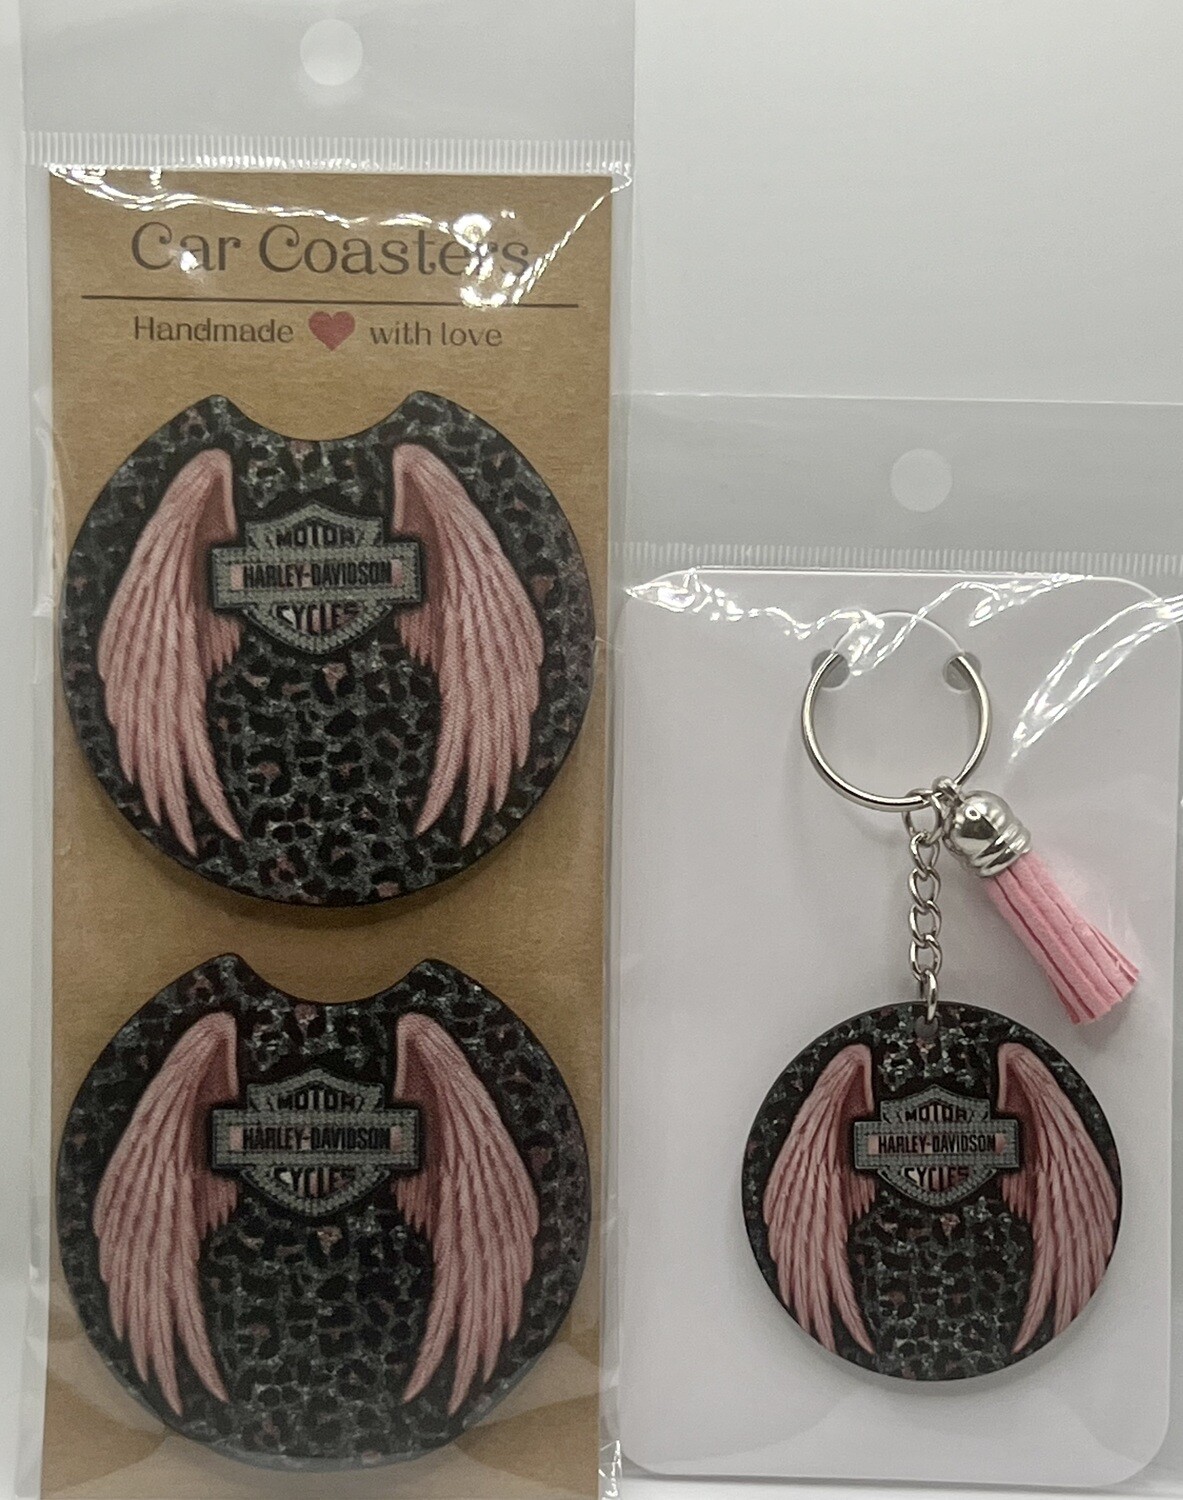 Car Coasters
Handmade with love
MOTOR
HARLEY-DAVIDSON
CYCLES
MOTOR
HARLEY-DAVIDSON
CYCLES
MOTOR
HARLEY-DAVIDSON
CYCLES